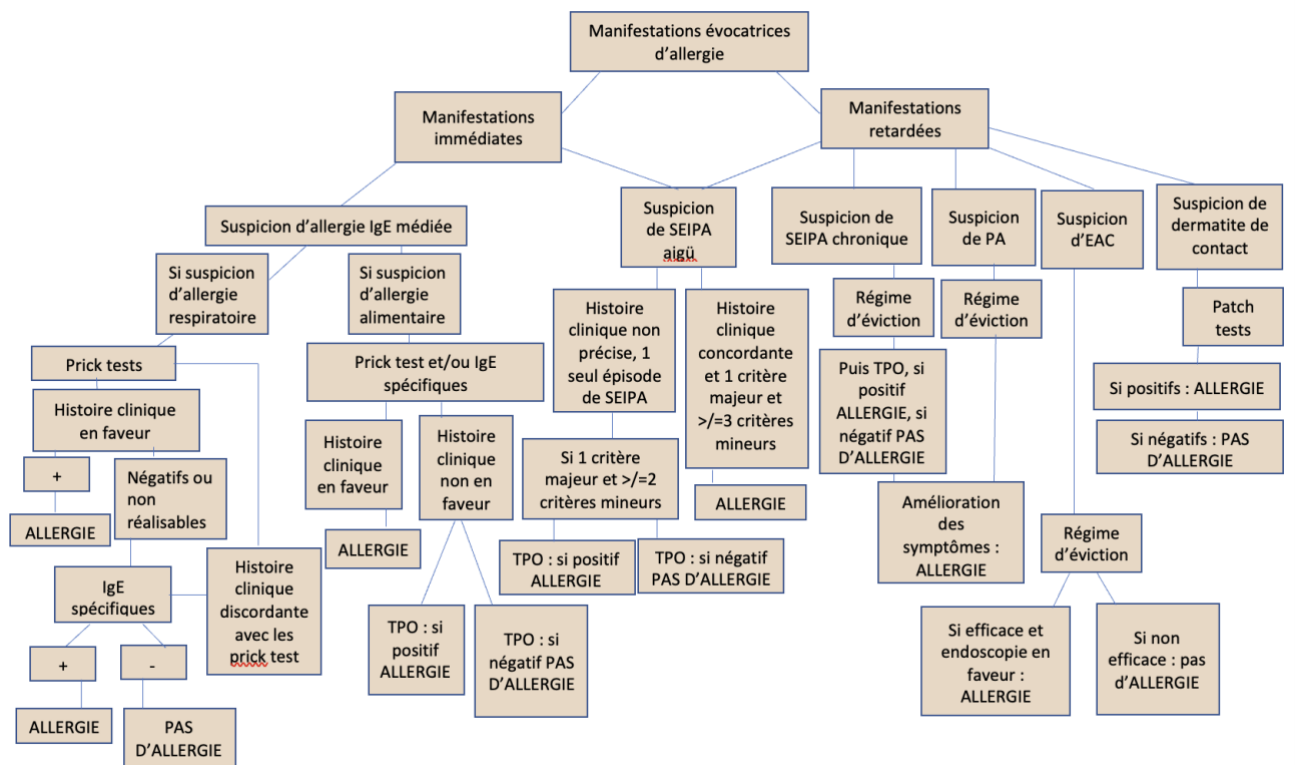 Manifestations évocatrices
d'allergie
Manifestations
immédiates
Manifestations
retardées
Suspicion d'allergie IgE médiée
Suspicion
de SEIPA
aigü
Suspicion de
SEIPA chronique
Suspicion
de PA
Suspicion
d'EAC
Suspicion de
dermatite de
contact
Si suspicion
d'allergie
respiratoire
Si suspicion
d'allergie
alimentaire
Histoire
clinique non
précise, 1
seul épisode
de SEIPA
Histoire
clinique
concordante
et 1 critère
majeur et
>/=3 critères
mineurs
Régime
d'éviction
Régime
d'éviction
Patch
tests
Prick tests
Prick test et/ou IgE
spécifiques
Puis TPO, si
positif
ALLERGIE, si
négatif PAS
D'ALLERGIE
Si positifs : ALLERGIE
Si négatifs : PAS
D'ALLERGIE
Histoire clinique
en faveur
+
Négatifs ou
non
réalisables
ALLERGIE
Histoire
clinique
en faveur
Histoire
clinique
non en
faveur
Si 1 critère
majeur et >/=2
critères mineurs
ALLERGIE
Amélioration
des
symptômes :
ALLERGIE
Régime
d'éviction
ALLERGIE
TPO : si positif
ALLERGIE
TPO : si négatif
PAS D'ALLERGIE
IgE
spécifiques
Histoire
clinique
discordante
avec les
prick test
TPO : si
positif
ALLERGIE
TPO : si
négatif PAS
D'ALLERGIE
Si efficace et
endoscopie en
faveur :
ALLERGIE
Si non
efficace : pas
d'ALLERGIE
+
-
ALLERGIE
PAS
D'ALLERGIE